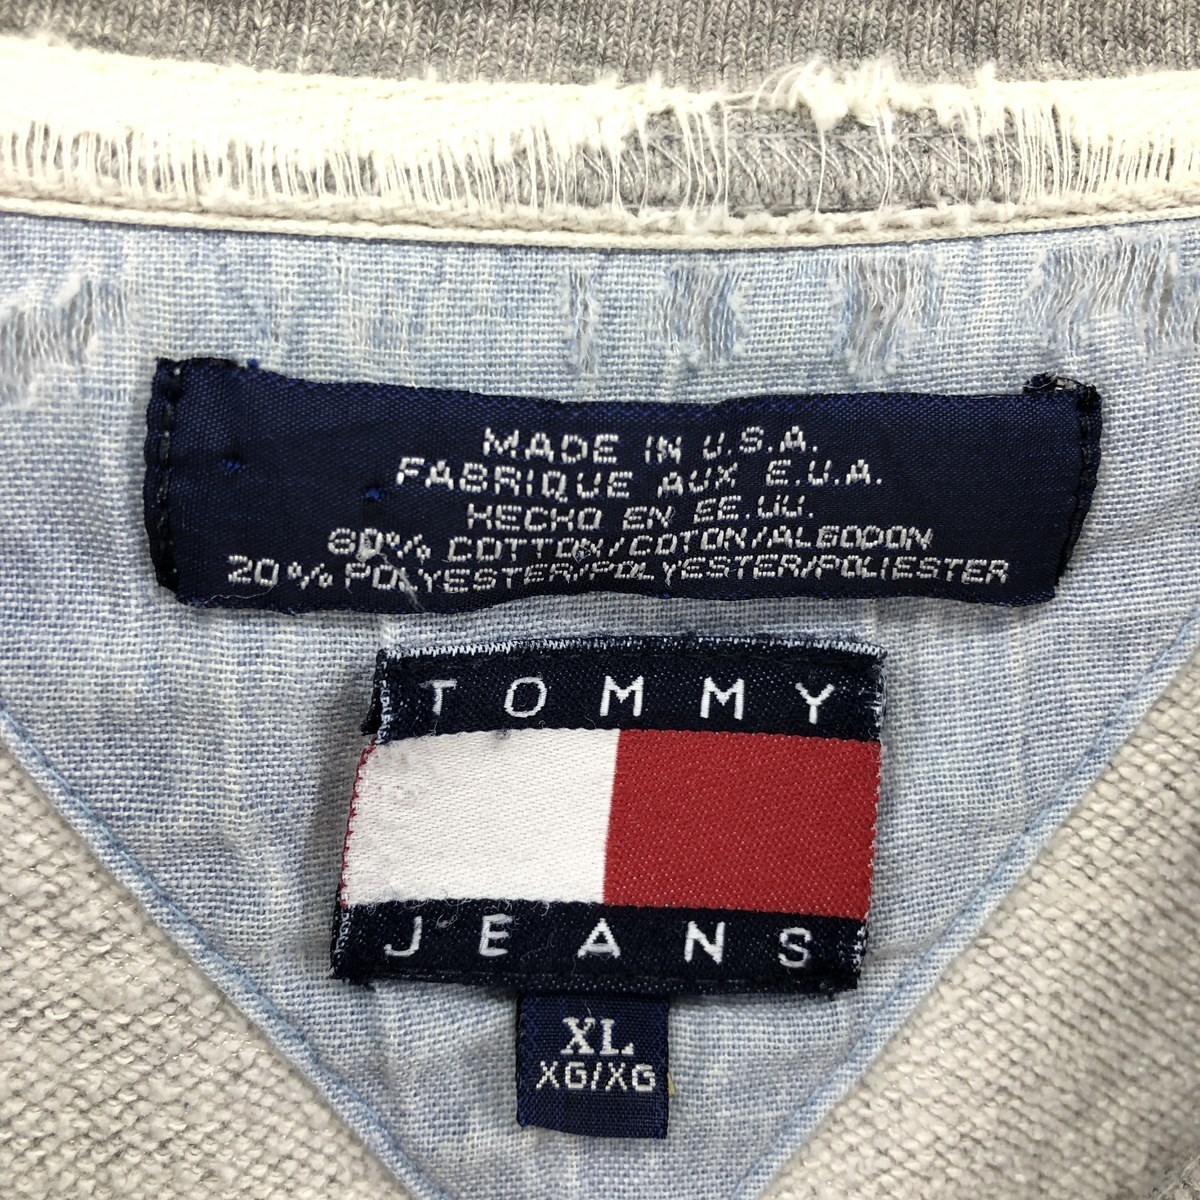 MADE IN U.S.A.
FABRIQUE AUX E.U.A.
HECHO EN EE.UU.
80% COTTON/COTON/ALGODON
20% POLYESTER/POLYESTER/POLIESTER
TOMMY
JEANS
XL
XG/XG